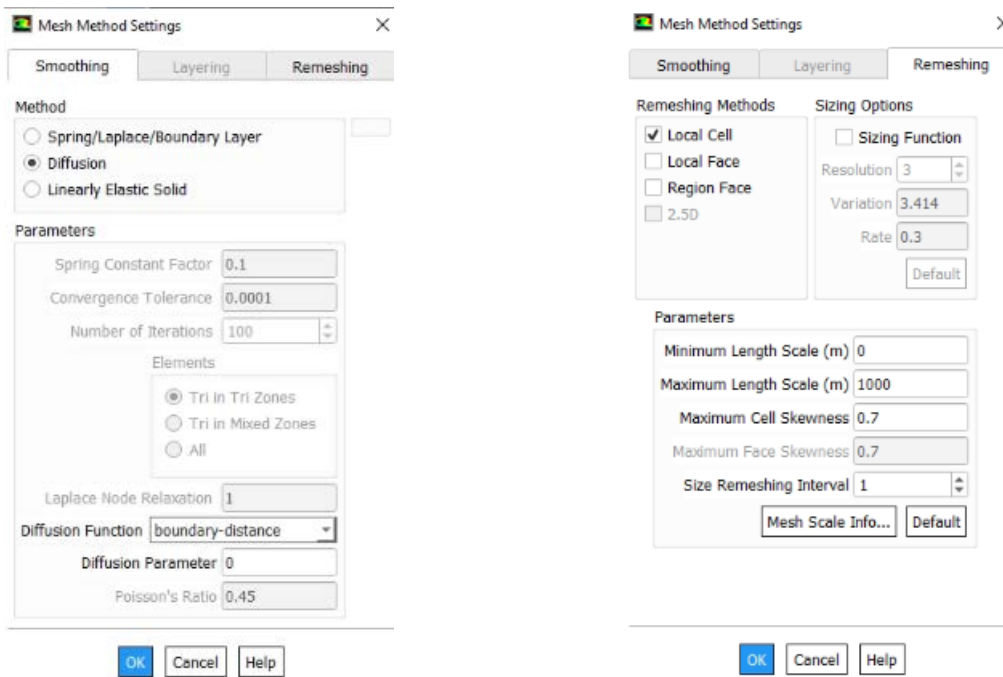 Mesh Method Settings
Smoothing Layering Remeshing
Method
Spring/Laplace/Boundary Layer
Diffusion
Linearly Elastic Solid
Parameters
Spring Constant Factor 0.1
Convergence Tolerance 0.0001
Number of Iterations 100
Elements
Tri in Tri Zones
Tri in Mixed Zones
All
Laplace Node Relaxation 1
Diffusion Function boundary-distance
Diffusion Parameter 0
Poisson's Ratio 0.45
OK Cancel Help
Mesh Method Settings
Smoothing Layering Remeshing
Remeshing Methods
Local Cell
Local Face
Region Face
2.5D
Sizing Options
Sizing Function
Resolution 3
Variation 3.414
Rate 0.3
Default
Parameters
Minimum Length Scale (m) 0
Maximum Length Scale (m) 1000
Maximum Cell Skewness 0.7
Maximum Face Skewness 0.7
Size Remeshing Interval 1
Mesh Scale Info... Default
OK Cancel Help